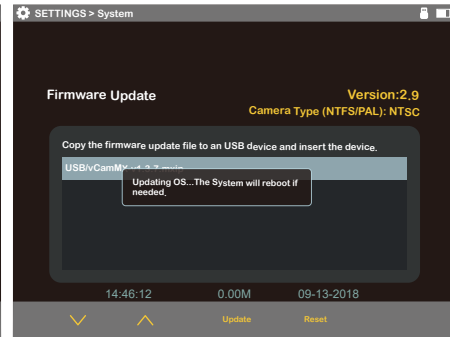 SETTINGS > System
Firmware Update
Version:2.9
Camera Type (NTFS/PAL): NTSC
Copy the firmware update file to an USB device and insert the device.
USB/vCamMX
Updating OS...The System will reboot if
needed.
14:46:12 0.00M 09-13-2018
Update Reset